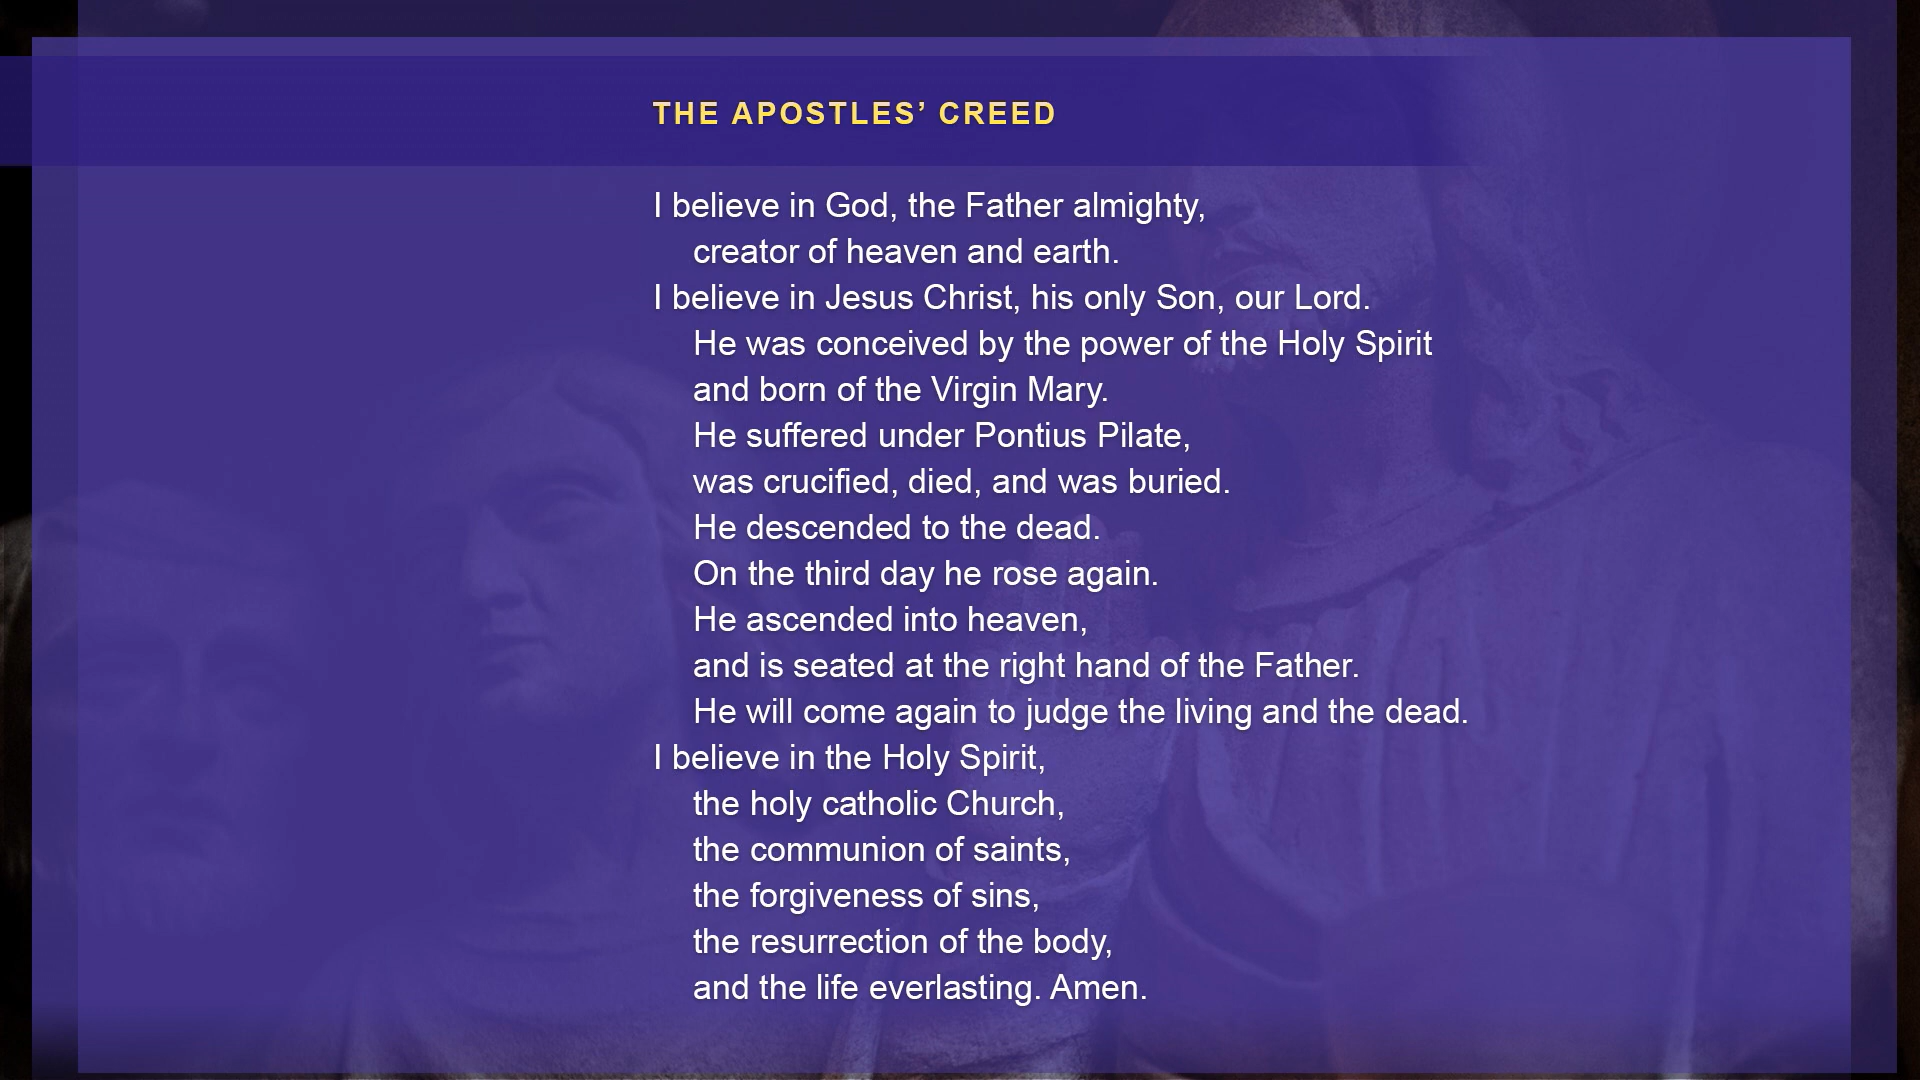 THE APOSTLES’ CREED
I believe in God, the Father almighty,
creator of heaven and earth.
I believe in Jesus Christ, his only Son, our Lord.
He was conceived by the power of the Holy Spirit
and born of the Virgin Mary.
He suffered under Pontius Pilate,
was crucified, died, and was buried.
He descended to the dead.
On the third day he rose again.
He ascended into heaven,
and is seated at the right hand of the Father.
He will come again to judge the living and the dead.
I believe in the Holy Spirit,
the holy catholic Church,
the communion of saints,
the forgiveness of sins,
the resurrection of the body,
and the life everlasting. Amen.